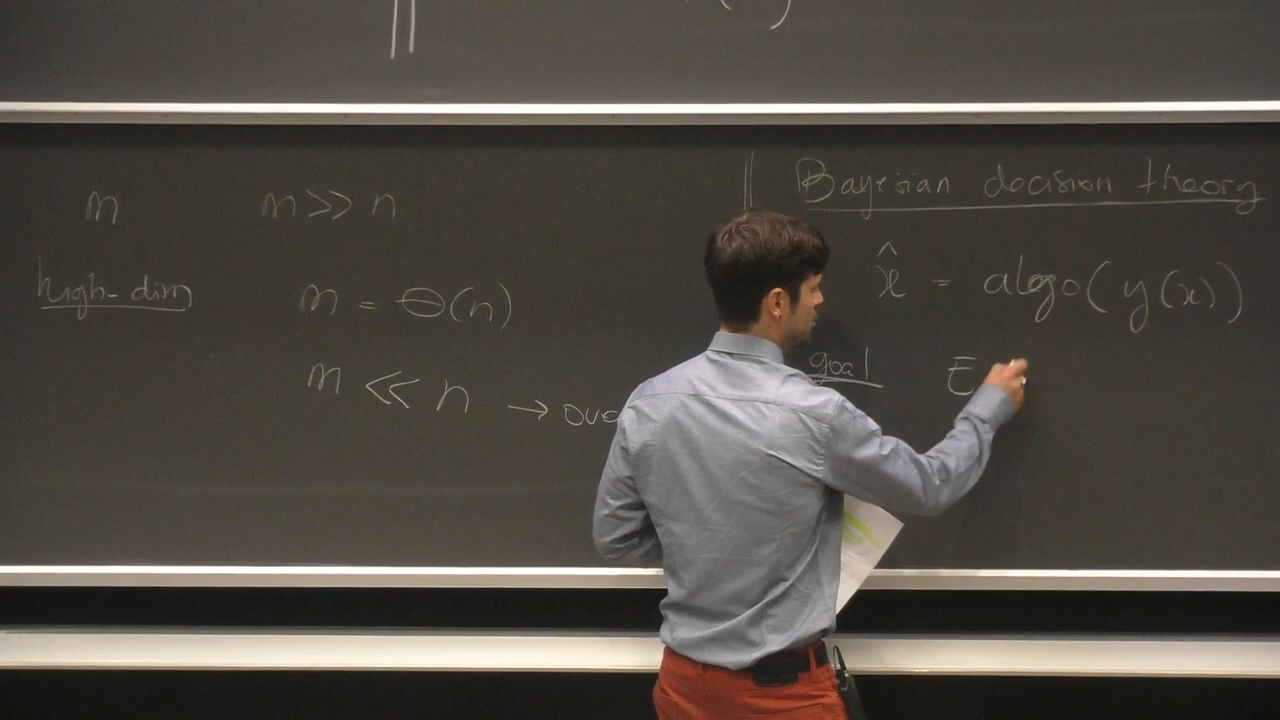 m m >> n
high-dim m = Θ(n)
m << n →
Bayesian decision theory
x̂ = algo(y(x))
goal E